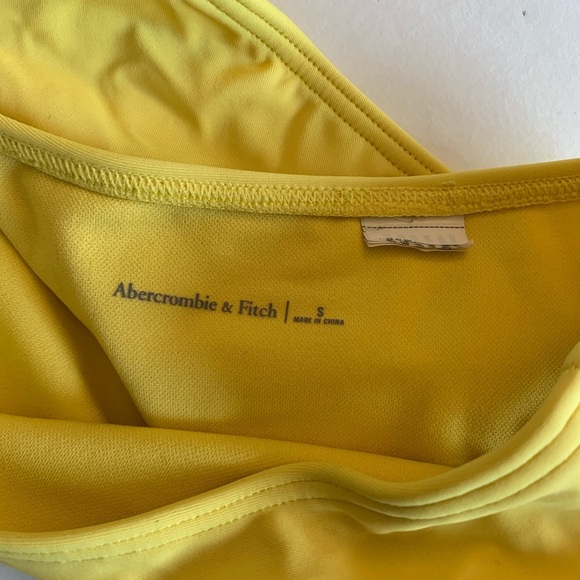 Abercrombie & Fitch | S
MADE IN CHINA